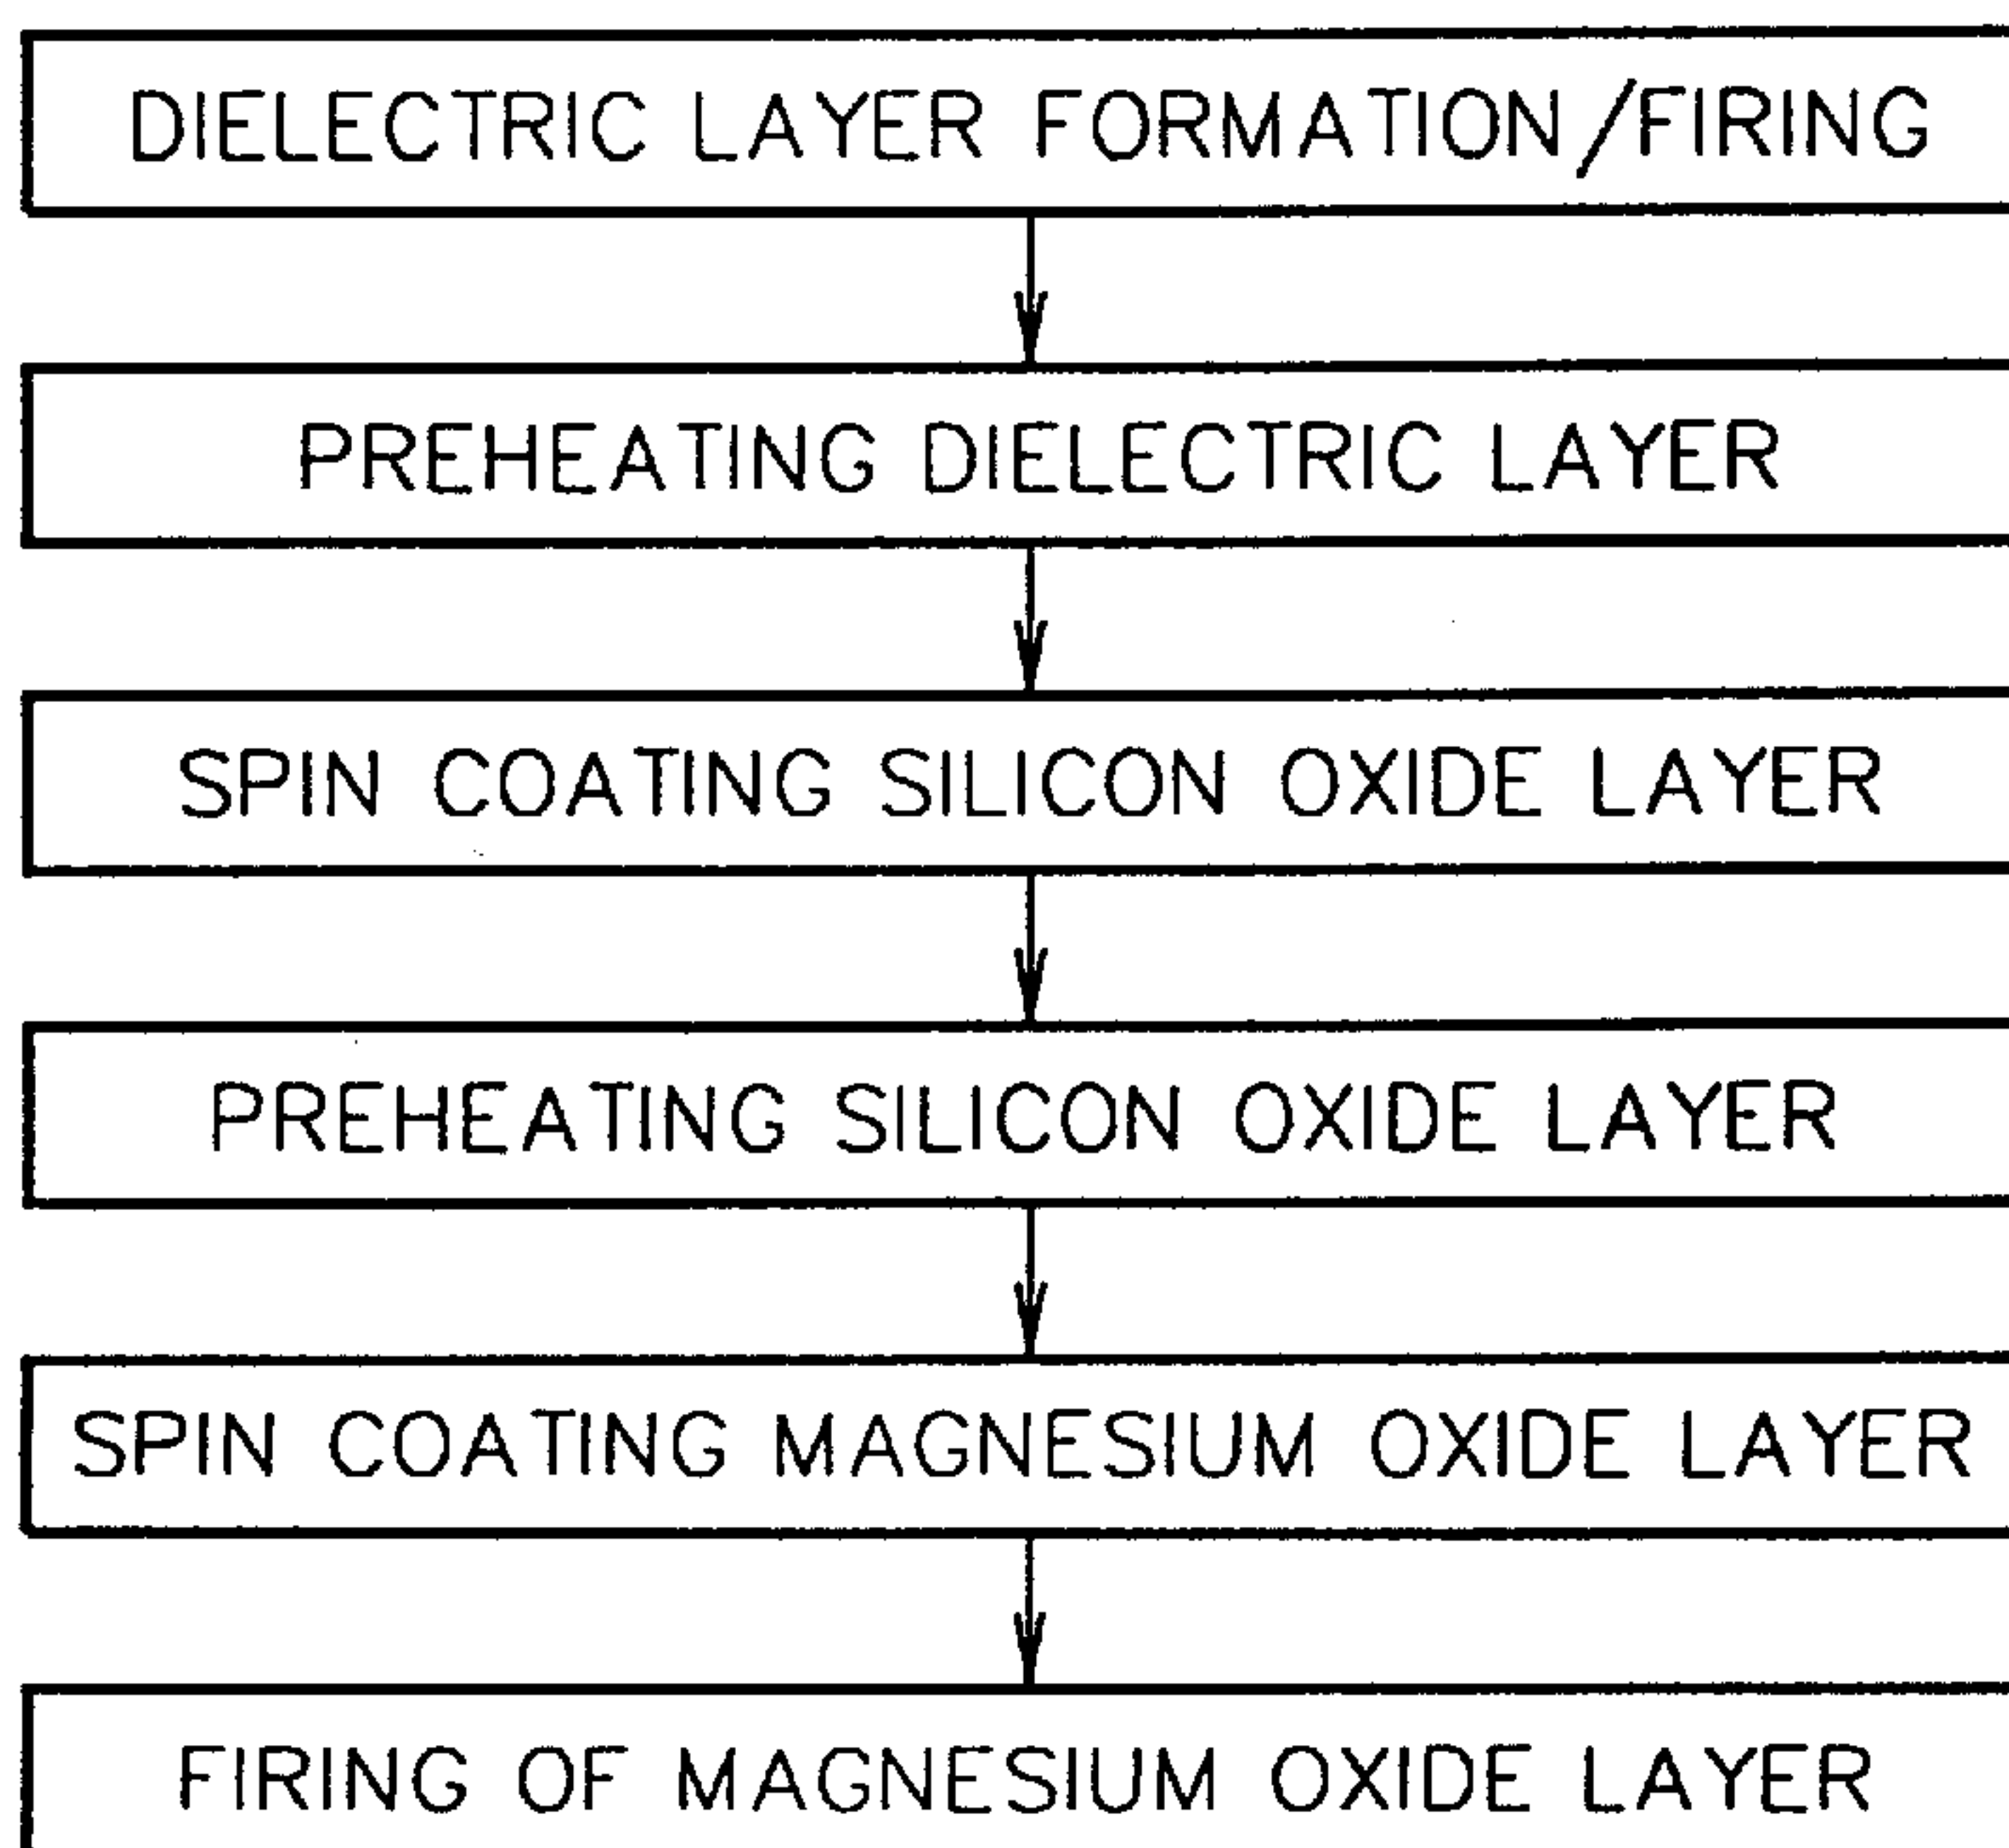 DIELECTRIC LAYER FORMATION/FIRING
PREHEATING DIELECTRIC LAYER
SPIN COATING SILICON OXIDE LAYER
PREHEATING SILICON OXIDE LAYER
SPIN COATING MAGNESIUM OXIDE LAYER
FIRING OF MAGNESIUM OXIDE LAYER